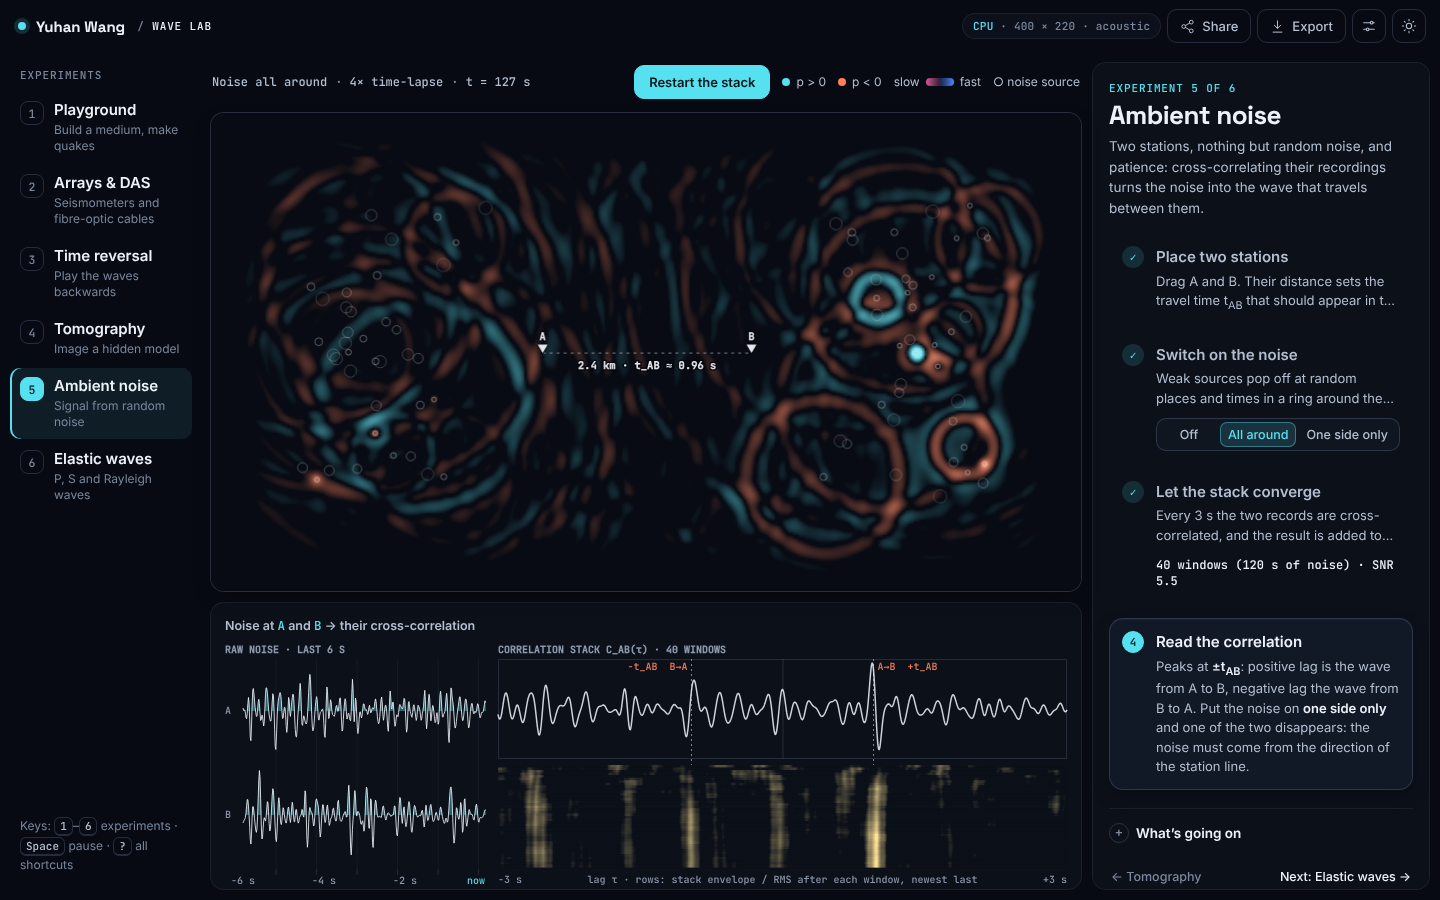 Yuhan Wang / WAVE LAB
CPU · 400 × 220 · acoustic
Share
Export
EXPERIMENTS
1 Playground
Build a medium, make
quakes
2 Arrays & DAS
Seismometers and
fibre-optic cables
3 Time reversal
Play the waves
backwards
4 Tomography
Image a hidden model
5 Ambient noise
Signal from random
noise
6 Elastic waves
P, S and Rayleigh
waves
Keys: 1–6 experiments ·
Space pause · ? all
shortcuts
Noise all around · 4× time-lapse · t = 127 s
Restart the stack
p > 0
p < 0
slow fast
noise source
A B
2.4 km · t_AB ≈ 0.96 s
Noise at A and B → their cross-correlation
RAW NOISE · LAST 6 S
A
B
-6 s -4 s -2 s now
CORRELATION STACK C_AB(τ) · 40 WINDOWS
-t_AB B→A
A→B +t_AB
-3 s lag τ · rows: stack envelope / RMS after each window, newest last +3 s
EXPERIMENT 5 OF 6
Ambient noise
Two stations, nothing but random noise, and
patience: cross-correlating their recordings
turns the noise into the wave that travels
between them.
✓ Place two stations
Drag A and B. Their distance sets the
travel time tAB that should appear in t…
✓ Switch on the noise
Weak sources pop off at random
places and times in a ring around the…
Off All around One side only
✓ Let the stack converge
Every 3 s the two records are cross-
correlated, and the result is added to…
40 windows (120 s of noise) · SNR
5.5
4 Read the correlation
Peaks at ±tAB: positive lag is the wave
from A to B, negative lag the wave from
B to A. Put the noise on one side only
and one of the two disappears: the
noise must come from the direction of
the station line.
+ What's going on
← Tomography
Next: Elastic waves →